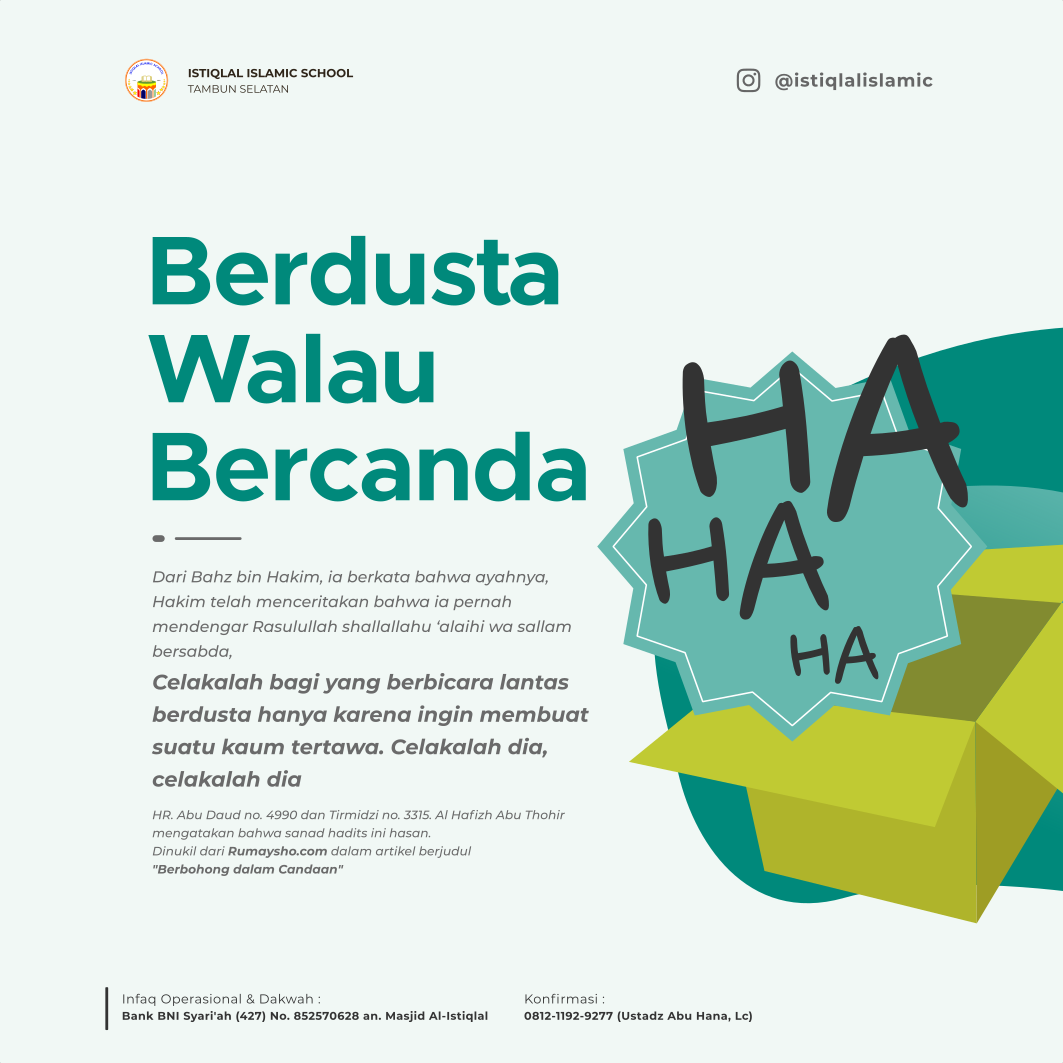 ISTIQLAL ISLAMIC SCHOOL
TAMBUN SELATAN
@istiqlalislamic
Berdusta
Walau
Bercanda
HA
HA
HA
Dari Bahz bin Hakim, ia berkata bahwa ayahnya,
Hakim telah menceritakan bahwa ia pernah
mendengar Rasulullah shallallahu ‘alaihi wa sallam
bersabda,
Celakalah bagi yang berbicara lantas
berdusta hanya karena ingin membuat
suatu kaum tertawa. Celakalah dia,
celakalah dia
HR. Abu Daud no. 4990 dan Tirmidzi no. 3315. Al Hafizh Abu Thohir
mengatakan bahwa sanad hadits ini hasan.
Dinukil dari Rumaysho.com dalam artikel berjudul
"Berbohong dalam Candaan"
Infaq Operasional & Dakwah :
Bank BNI Syari'ah (427) No. 852570628 an. Masjid Al-Istiqlal
Konfirmasi :
0812-1192-9277 (Ustadz Abu Hana, Lc)